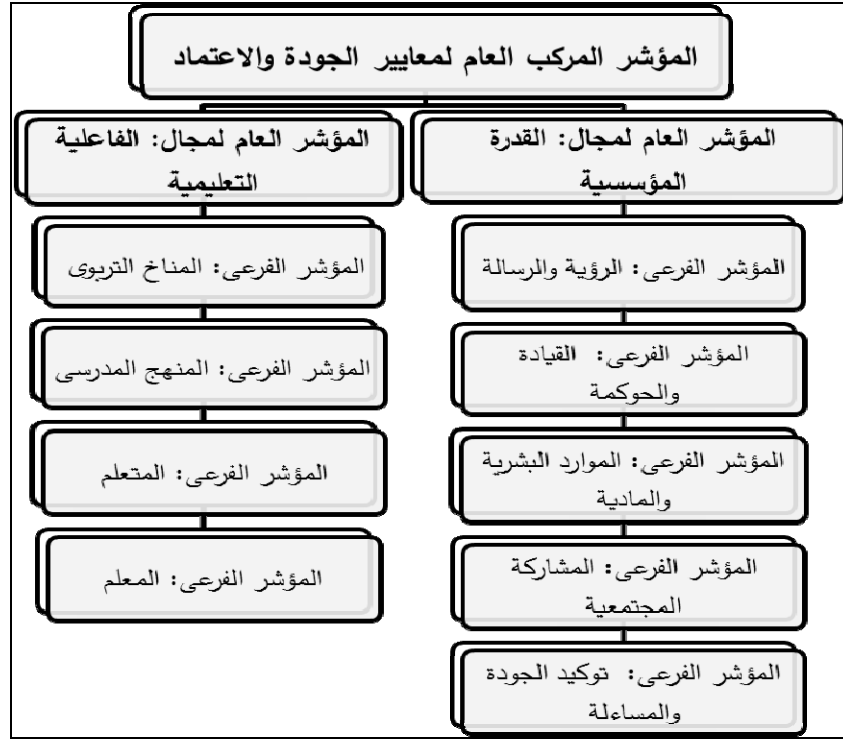 المؤشر المركب العام لمعايير الجودة والاعتماد
المؤشر العام لمجال: القدرة
المؤسسية
المؤشر الفرعى: الرؤية والرسالة
المؤشر الفرعى: القيادة
والحوكمة
المؤشر الفرعى: الموارد البشرية
والمادية
المؤشر الفرعى: المشاركة
المجتمعية
المؤشر الفرعى: توكيد الجودة
والمساءلة
المؤشر العام لمجال: الفاعلية
التعليمية
المؤشر الفرعى: المناخ التربوى
المؤشر الفرعى: المنهج المدرسى
المؤشر الفرعى: المتعلم
المؤشر الفرعى: المعلم